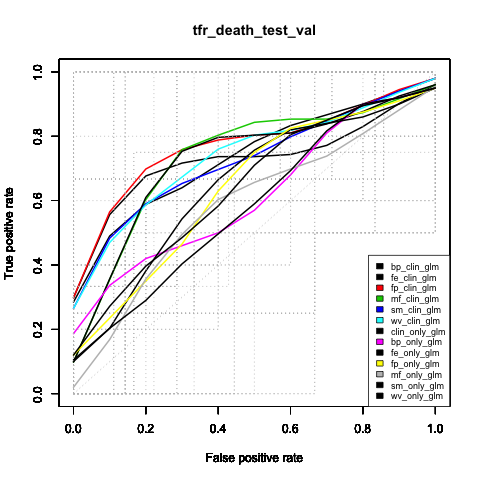 tfr_death_test_val
1.0
0.8
0.6
0.4
0.2
0.0
True positive rate
bp_clin_glm
fe_clin_glm
fp_clin_glm
mf_clin_glm
sm_clin_glm
wv_clin_glm
clin_only_glm
bp_only_glm
fe_only_glm
fp_only_glm
mf_only_glm
sm_only_glm
wv_only_glm
0.0 0.2 0.4 0.6 0.8 1.0
False positive rate